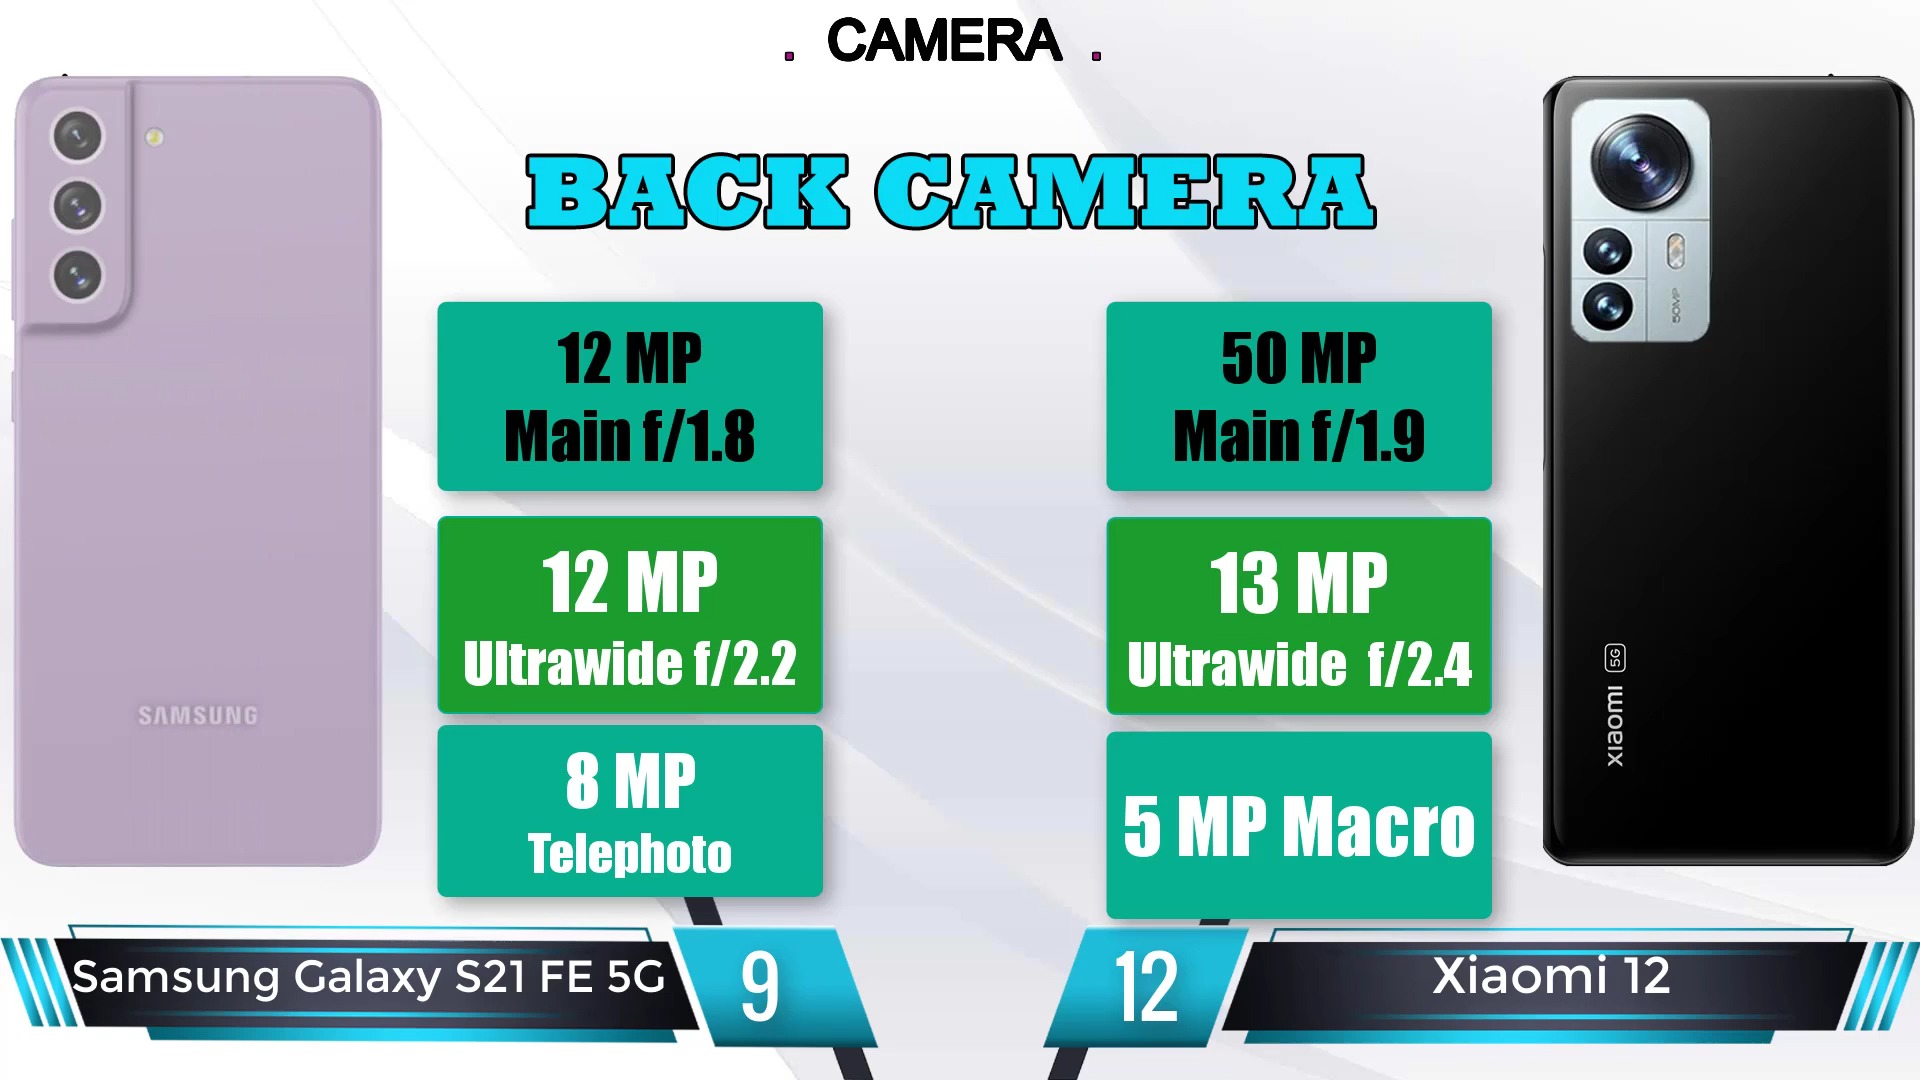 . CAMERA .
BACK CAMERA
12 MP
Main f/1.8
50 MP
Main f/1.9
12 MP
Ultrawide f/2.2
13 MP
Ultrawide f/2.4
8 MP
Telephoto
5 MP Macro
SAMSUNG
50MP
xiaomi 5G
Samsung Galaxy S21 FE 5G
9
12
Xiaomi 12